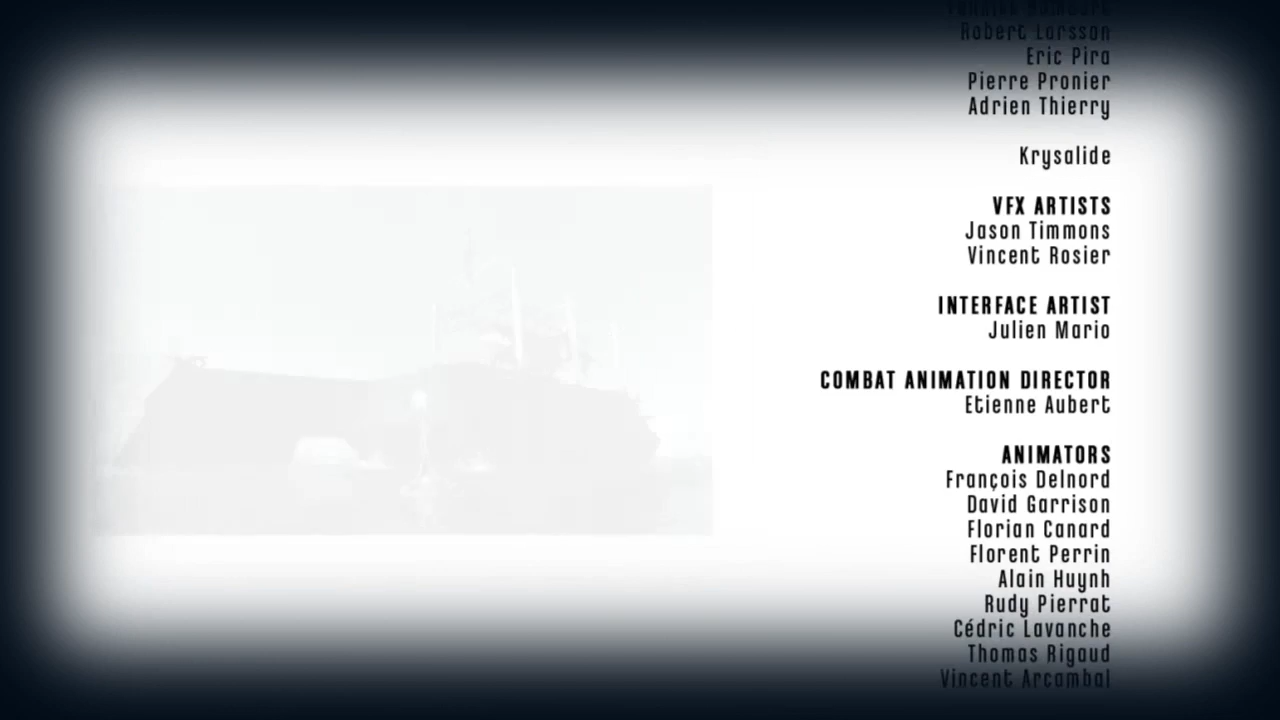 Robert Larsson
Eric Pira
Pierre Pronier
Adrien Thierry
Krysalide
VFX ARTISTS
Jason Timmons
Vincent Rosier
INTERFACE ARTIST
Julien Mario
COMBAT ANIMATION DIRECTOR
Etienne Aubert
ANIMATORS
François Delnord
David Garrison
Florian Canard
Florent Perrin
Alain Huynh
Rudy Pierrat
Cédric Lavanche
Thomas Rigaud
Vincent Arcambal